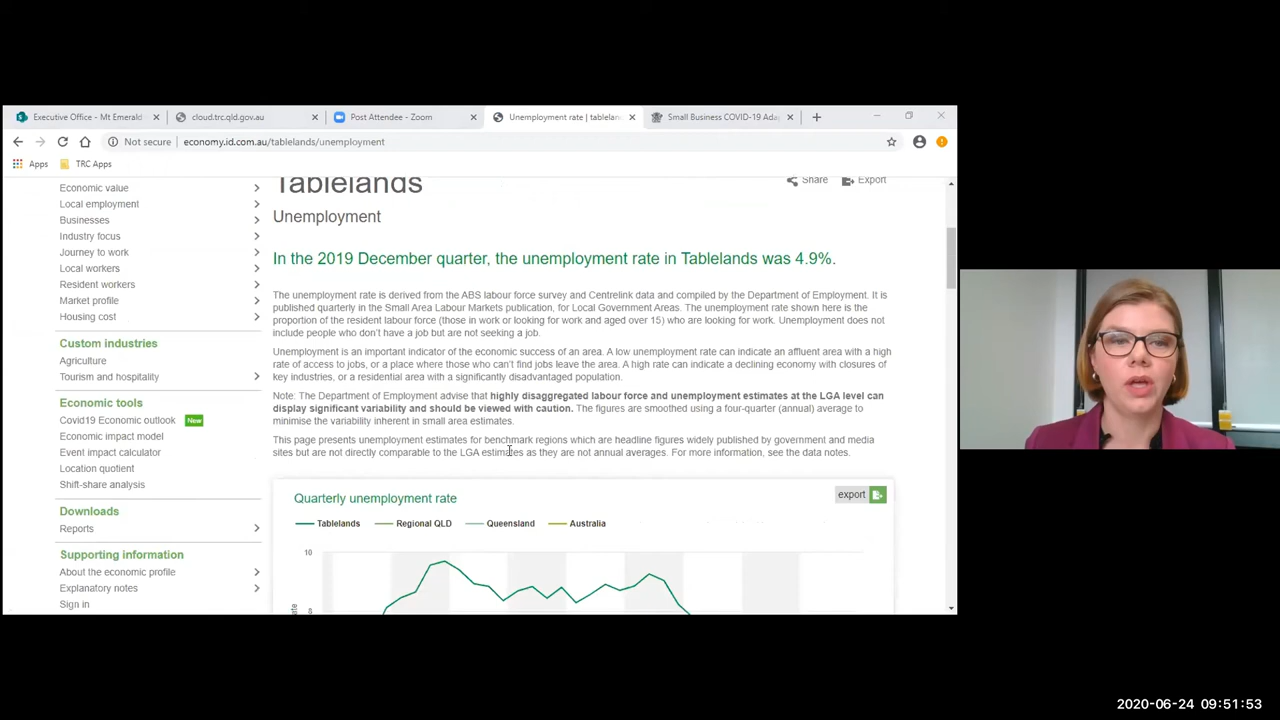 Executive Office - Mt Emerald
cloud.trc.qld.gov.au
Post Attendee - Zoom
Unemployment rate | tablelan
Small Business COVID-19 Ada
Not secure
economy.id.com.au/tablelands/unemployment
Apps
TRC Apps
Economic value
Local employment
Businesses
Industry focus
Journey to work
Local workers
Resident workers
Market profile
Housing cost
Custom industries
Agriculture
Tourism and hospitality
Economic tools
Covid19 Economic outlook New
Economic impact model
Event impact calculator
Location quotient
Shift-share analysis
Downloads
Reports
Supporting information
About the economic profile
Explanatory notes
Sign in
Tablelands
Share
Export
Unemployment
In the 2019 December quarter, the unemployment rate in Tablelands was 4.9%.
The unemployment rate is derived from the ABS labour force survey and Centrelink data and compiled by the Department of Employment. It is
published quarterly in the Small Area Labour Markets publication, for Local Government Areas. The unemployment rate shown here is the
proportion of the resident labour force (those in work or looking for work and aged over 15) who are looking for work. Unemployment does not
include people who don't have a job but are not seeking a job.
Unemployment is an important indicator of the economic success of an area. A low unemployment rate can indicate an affluent area with a high
rate of access to jobs, or a place where those who can't find jobs leave the area. A high rate can indicate a declining economy with closures of
key industries, or a residential area with a significantly disadvantaged population.
Note: The Department of Employment advise that highly disaggregated labour force and unemployment estimates at the LGA level can
display significant variability and should be viewed with caution. The figures are smoothed using a four-quarter (annual) average to
minimise the variability inherent in small area estimates.
This page presents unemployment estimates for benchmark regions which are headline figures widely published by government and media
sites but are not directly comparable to the LGA estimates as they are not annual averages. For more information, see the data notes.
Quarterly unemployment rate
export
Tablelands
Regional QLD
Queensland
Australia
10
2020-06-24 09:51:53